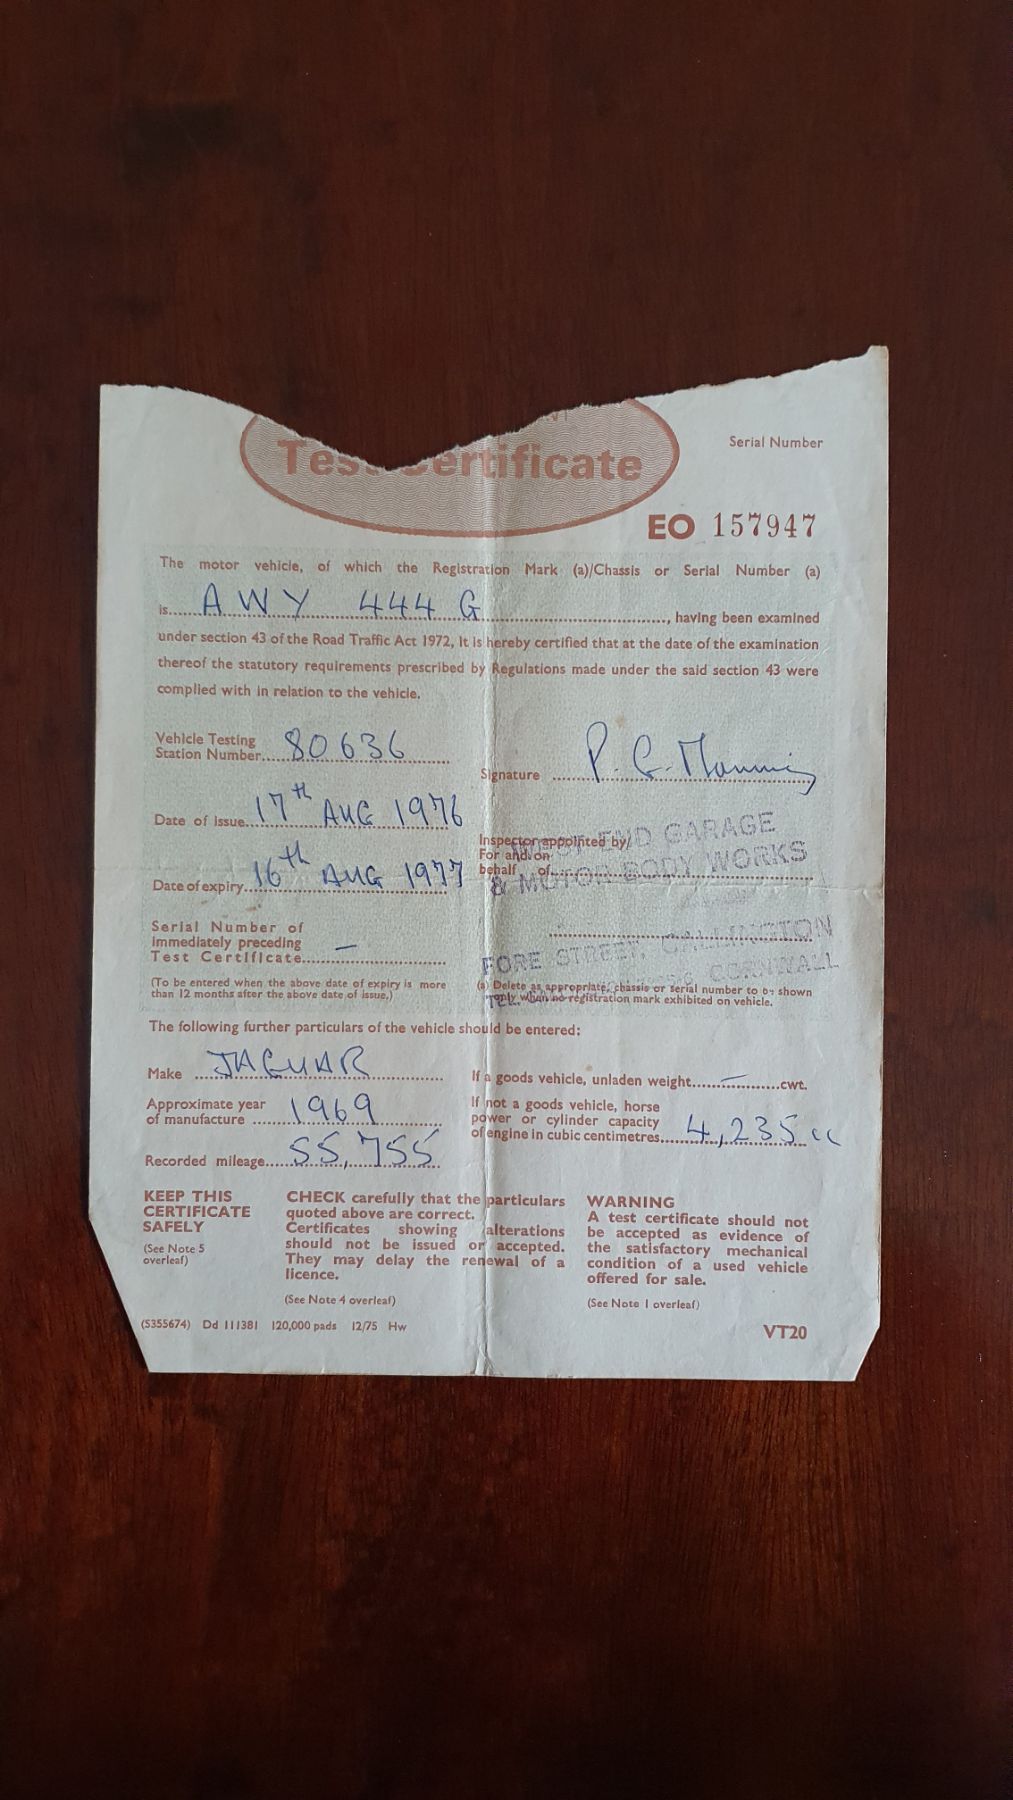 Test Certificate
Serial Number
EO 157947
The motor vehicle, of which the Registration Mark (a)/Chassis or Serial Number (a)
is AWY 444 G, having been examined
under section 43 of the Road Traffic Act 1972, It is hereby certified that at the date of the examination
thereof the statutory requirements prescribed by Regulations made under the said section 43 were
complied with in relation to the vehicle.
Vehicle Testing
Station Number 80636
Signature P. G. Manning
Date of Issue 17th AUG 1976
Inspector appointed by/
For and on
behalf of
WEST END GARAGE
& MOTOR BODY WORKS
Date of expiry 16th AUG 1977
FORE STREET, CALLINGTON
CORNWALL
TEL.
Serial Number of
immediately preceding
Test Certificate —
(To be entered when the above date of expiry is more
than 12 months after the above date of issue.)
(a) Delete as appropriate, chassis or serial number to be shown
only when no registration mark exhibited on vehicle.
The following further particulars of the vehicle should be entered:
Make JAGUAR
If a goods vehicle, unladen weight — cwt.
Approximate year
of manufacture 1969
If not a goods vehicle, horse
power or cylinder capacity
of engine in cubic centimetres 4,235 cc
Recorded mileage 55,755
KEEP THIS
CERTIFICATE
SAFELY
(See Note 5
overleaf)
CHECK carefully that the particulars
quoted above are correct.
Certificates showing alterations
should not be issued or accepted.
They may delay the renewal of a
licence.
(See Note 4 overleaf)
WARNING
A test certificate should not
be accepted as evidence of
the satisfactory mechanical
condition of a used vehicle
offered for sale.
(See Note 1 overleaf)
(S355674) Dd 111381 120,000 pads 12/75 Hw
VT20